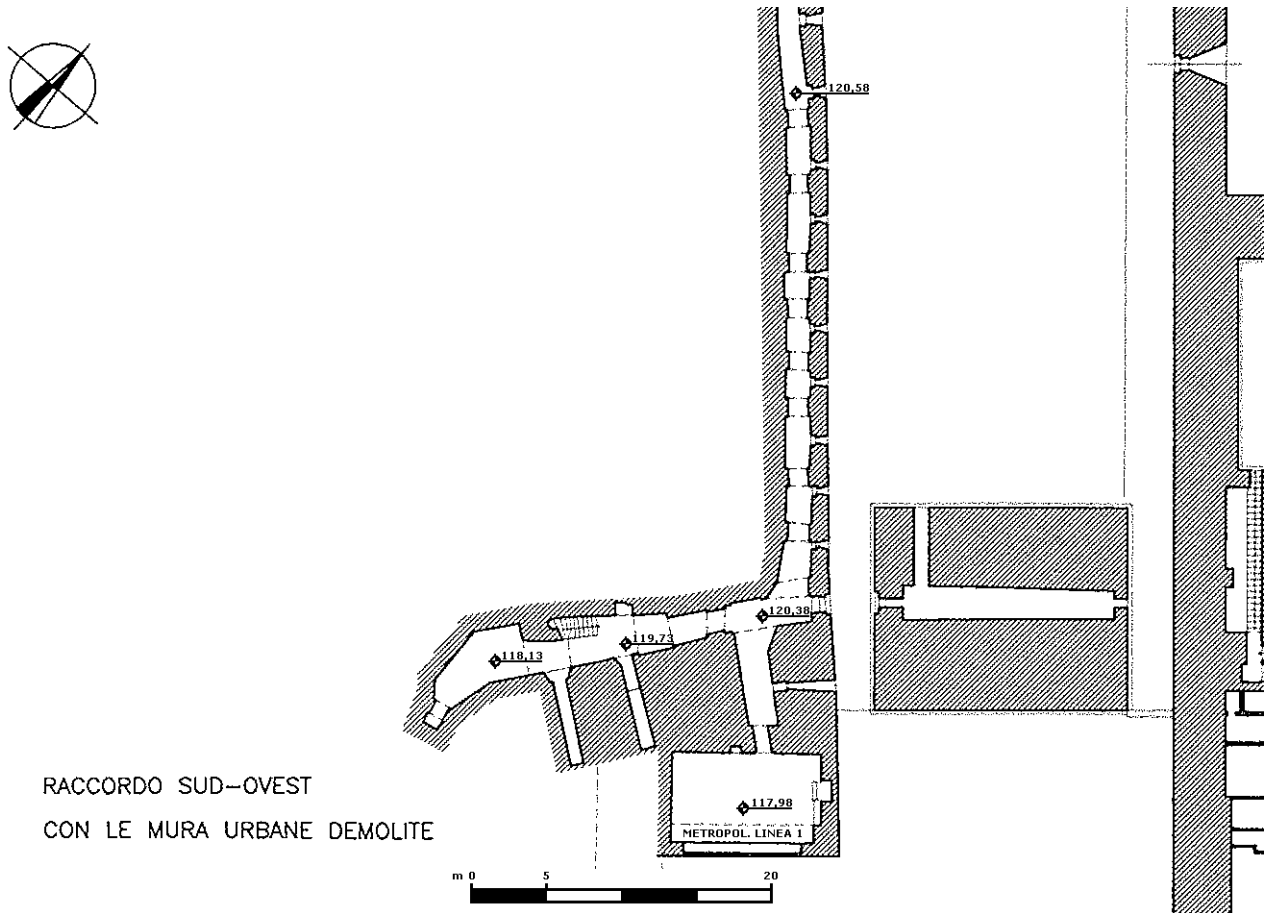 120,58
120,38
119,73
118,13
117,98
METROPOL. LINEA 1
RACCORDO SUD-OVEST
CON LE MURA URBANE DEMOLITE
m 0 5 20